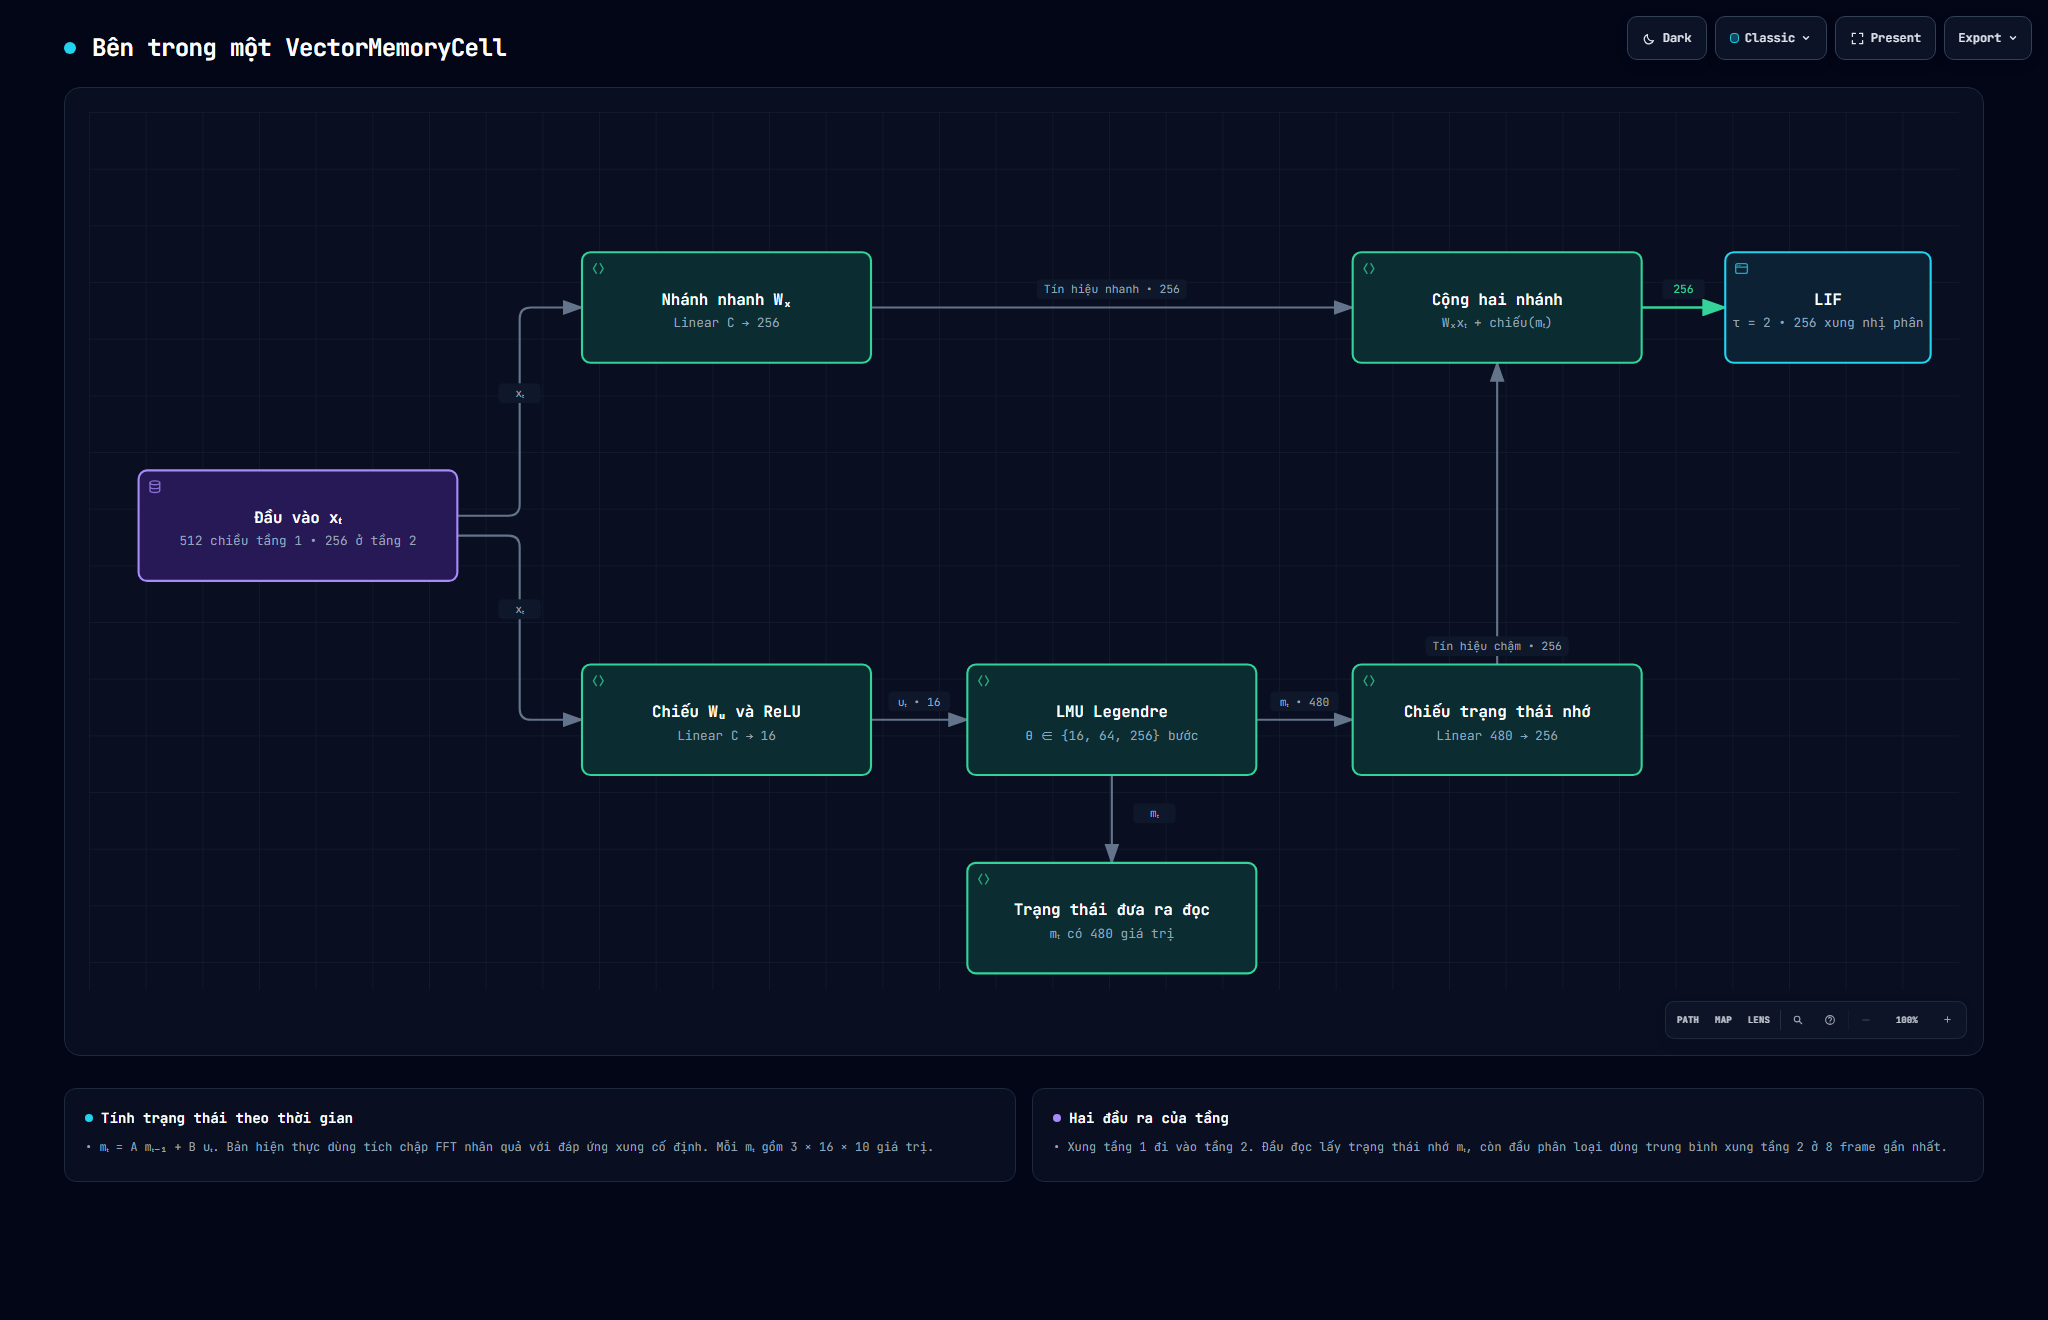 Bên trong một VectorMemoryCell
Dark
Classic
Present
Export
Nhánh nhanh Wₓ
Linear C → 256
Tín hiệu nhanh • 256
Cộng hai nhánh
Wₓxₜ + chiếu(mₜ)
256
LIF
τ = 2 • 256 xung nhị phân
xₜ
Đầu vào xₜ
512 chiều tầng 1 • 256 ở tầng 2
xₜ
Tín hiệu chậm • 256
Chiếu Wᵤ và ReLU
Linear C → 16
uₜ • 16
LMU Legendre
θ ∈ {16, 64, 256} bước
mₜ • 480
Chiếu trạng thái nhớ
Linear 480 → 256
mₜ
Trạng thái đưa ra đọc
mₜ có 480 giá trị
PATH MAP LENS 100%
Tính trạng thái theo thời gian
• mₜ = A mₜ₋₁ + B uₜ. Bản hiện thực dùng tích chập FFT nhân quả với đáp ứng xung cố định. Mỗi mₜ gồm 3 × 16 × 10 giá trị.
Hai đầu ra của tầng
• Xung tầng 1 đi vào tầng 2. Đầu đọc lấy trạng thái nhớ mₜ, còn đầu phân loại dùng trung bình xung tầng 2 ở 8 frame gần nhất.